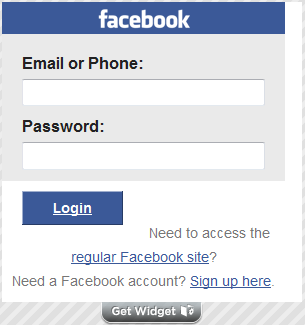 facebook
Email or Phone:
Password:
Login
Need to access the
regular Facebook site?
Need a Facebook account? Sign up here.
Get Widget